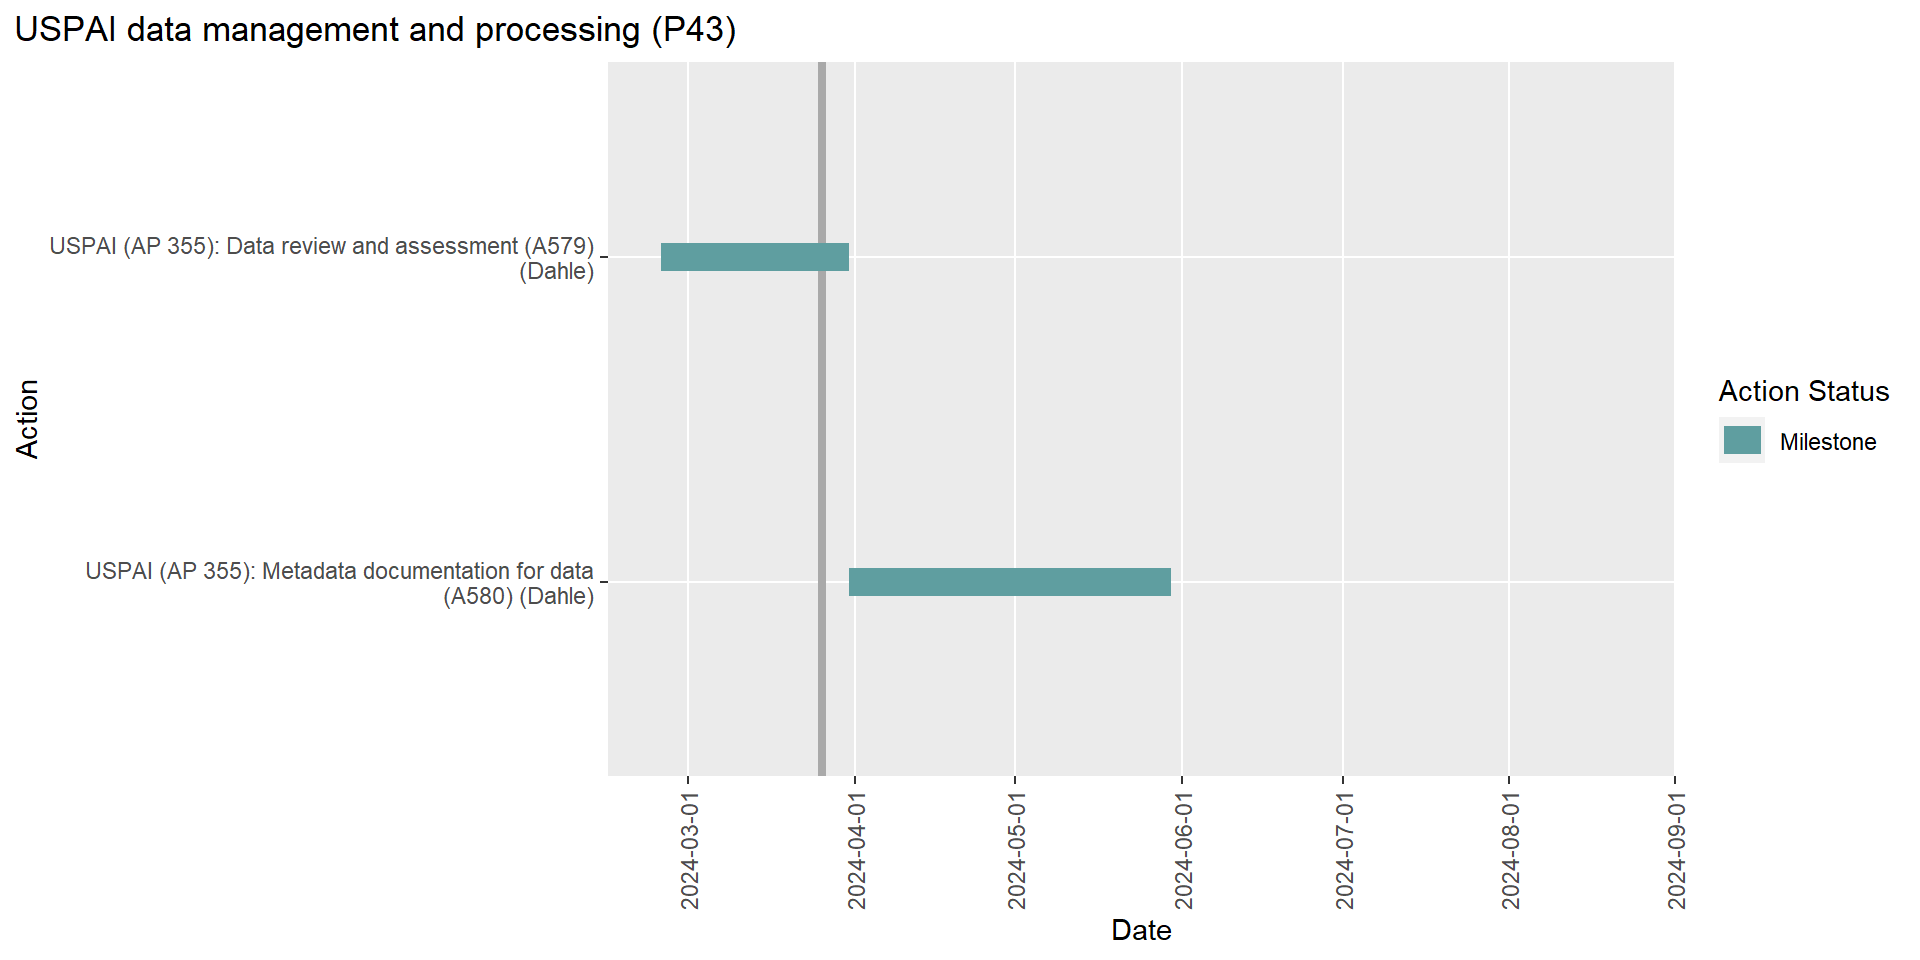 USPAI data management and processing (P43)
USPAI (AP 355): Data review and assessment (A579)
(Dahle)
USPAI (AP 355): Metadata documentation for data
(A580) (Dahle)
Action
2024-03-01
2024-04-01
2024-05-01
2024-06-01
2024-07-01
2024-08-01
2024-09-01
Date
Action Status
Milestone